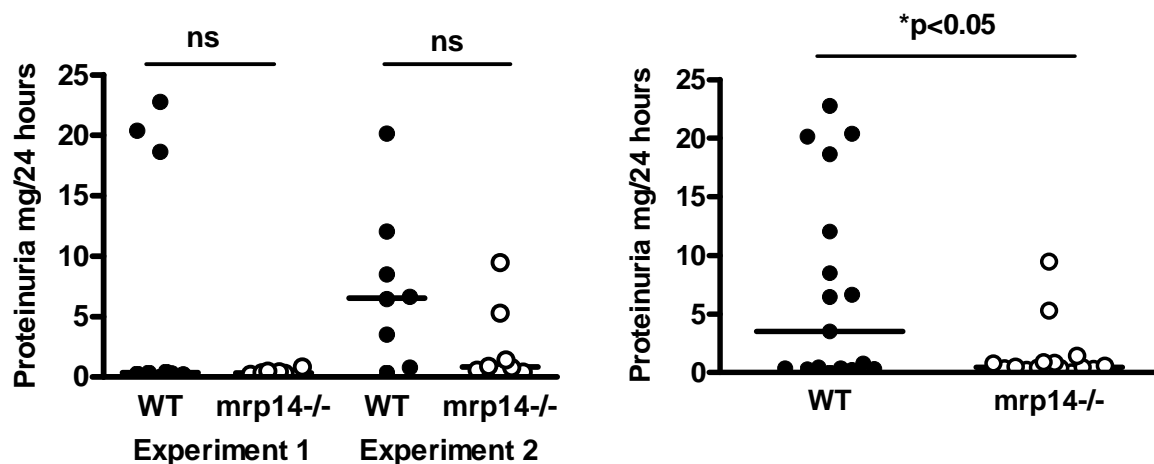 ns
ns
25
20
15
10
5
0
Proteinuria mg/24 hours
WT
mrp14-/-
WT
mrp14-/-
Experiment 1
Experiment 2
*p<0.05
25
20
15
10
5
0
Proteinuria mg/24 hours
WT
mrp14-/-